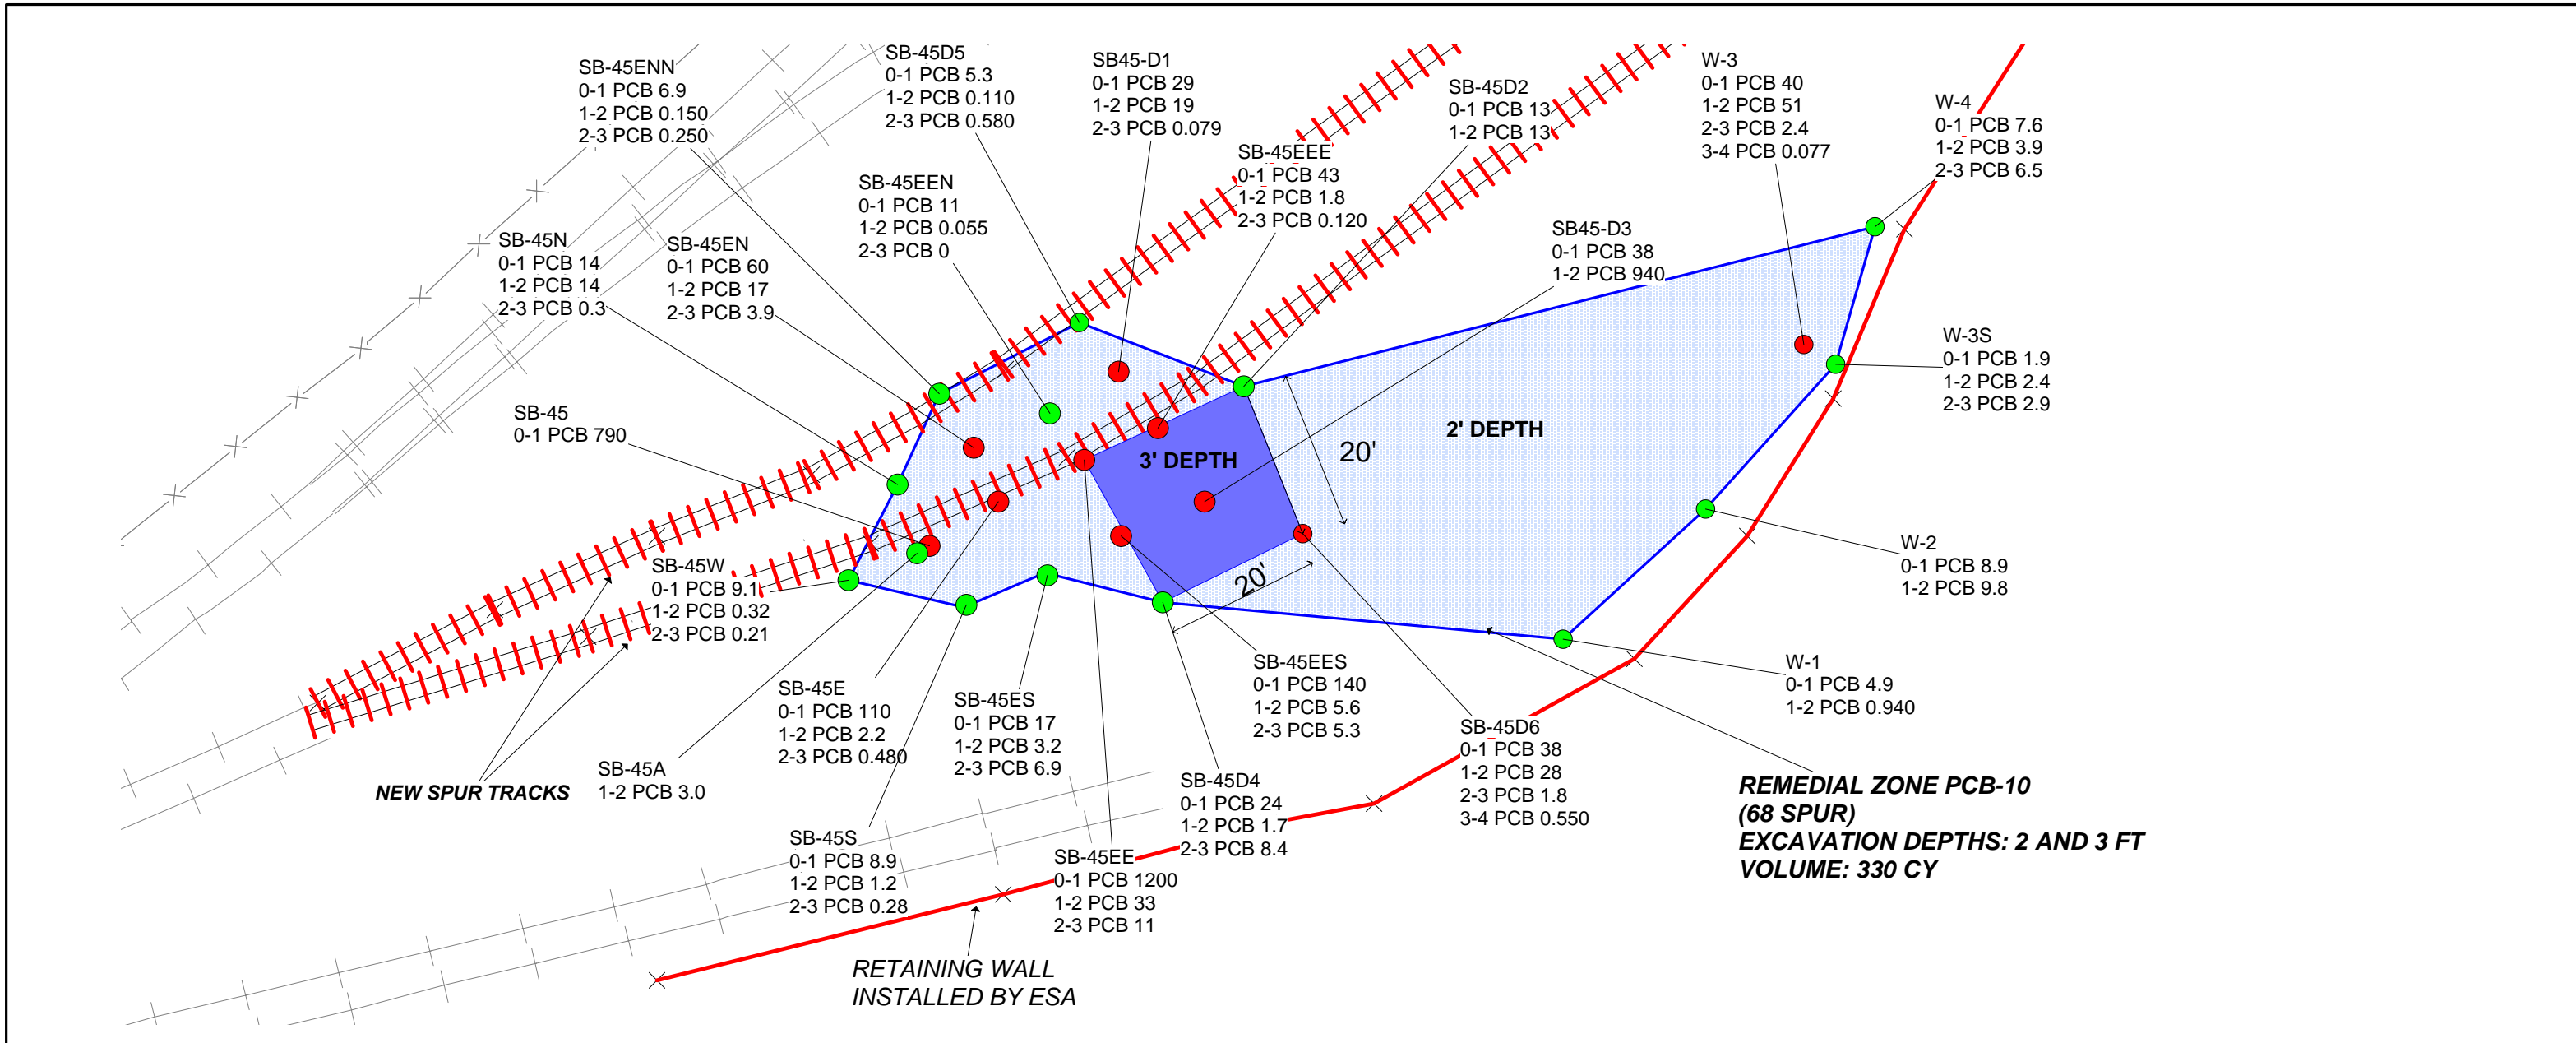 SB-45ENN
0-1 PCB 6.9
1-2 PCB 0.150
2-3 PCB 0.250
SB-45D5
0-1 PCB 5.3
1-2 PCB 0.110
2-3 PCB 0.580
SB45-D1
0-1 PCB 29
1-2 PCB 19
2-3 PCB 0.079
SB-45D2
0-1 PCB 13
1-2 PCB 13
W-3
0-1 PCB 40
1-2 PCB 51
2-3 PCB 2.4
3-4 PCB 0.077
W-4
0-1 PCB 7.6
1-2 PCB 3.9
2-3 PCB 6.5
SB-45EEE
0-1 PCB 43
1-2 PCB 1.8
2-3 PCB 0.120
SB-45EEN
0-1 PCB 11
1-2 PCB 0.055
2-3 PCB 0
SB-45N
0-1 PCB 14
1-2 PCB 14
2-3 PCB 0.3
SB-45EN
0-1 PCB 60
1-2 PCB 17
2-3 PCB 3.9
SB45-D3
0-1 PCB 38
1-2 PCB 940
W-3S
0-1 PCB 1.9
1-2 PCB 2.4
2-3 PCB 2.9
SB-45
0-1 PCB 790
3' DEPTH
20'
2' DEPTH
20'
SB-45W
0-1 PCB 9.1
1-2 PCB 0.32
2-3 PCB 0.21
W-2
0-1 PCB 8.9
1-2 PCB 9.8
SB-45E
0-1 PCB 110
1-2 PCB 2.2
2-3 PCB 0.480
SB-45ES
0-1 PCB 17
1-2 PCB 3.2
2-3 PCB 6.9
SB-45EES
0-1 PCB 140
1-2 PCB 5.6
2-3 PCB 5.3
W-1
0-1 PCB 4.9
1-2 PCB 0.940
SB-45D6
0-1 PCB 38
1-2 PCB 28
2-3 PCB 1.8
3-4 PCB 0.550
NEW SPUR TRACKS
SB-45A
1-2 PCB 3.0
SB-45D4
0-1 PCB 24
1-2 PCB 1.7
2-3 PCB 8.4
REMEDIAL ZONE PCB-10
(68 SPUR)
EXCAVATION DEPTHS: 2 AND 3 FT
VOLUME: 330 CY
SB-45S
0-1 PCB 8.9
1-2 PCB 1.2
2-3 PCB 0.28
SB-45EE
0-1 PCB 1200
1-2 PCB 33
2-3 PCB 11
RETAINING WALL
INSTALLED BY ESA